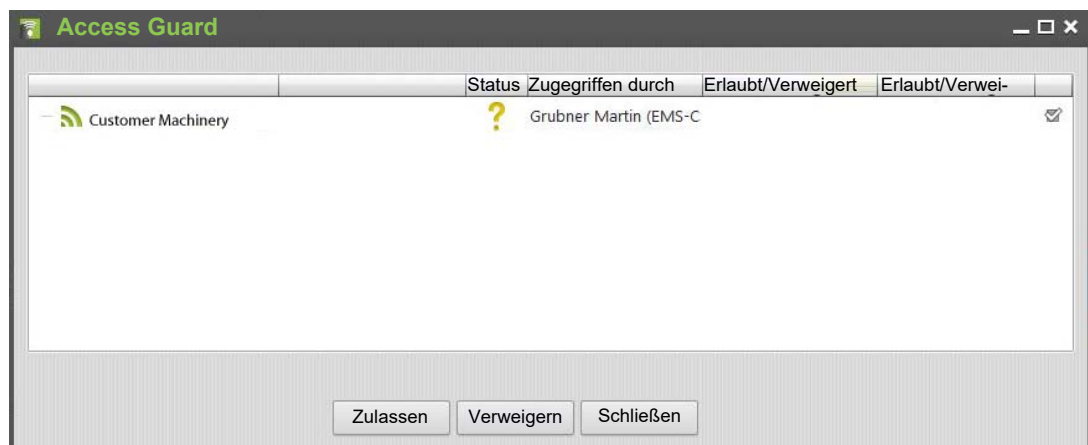 Access Guard
Status Zugegriffen durch Erlaubt/Verweigert Erlaubt/Verwei-
Customer Machinery ? Grubner Martin (EMS-C
Zulassen Verweigern Schließen